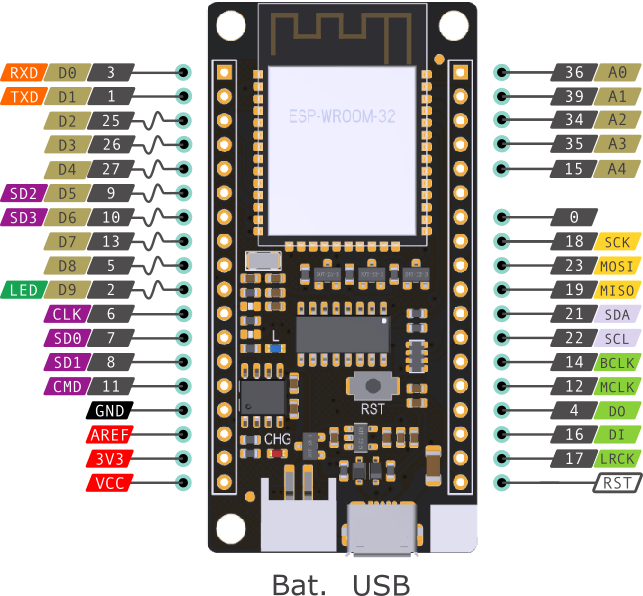 RXD D0 3
TXD D1 1
D2 25
D3 26
D4 27
SD2 D5 9
SD3 D6 10
D7 13
D8 5
LED D9 2
CLK 6
SD0 7
SD1 8
CMD 11
GND
AREF
3V3
VCC
ESP-WROOM-32
L
RST
CHG
36 A0
39 A1
34 A2
35 A3
15 A4
0
18 SCK
23 MOSI
19 MISO
21 SDA
22 SCL
14 BCLK
12 MCLK
4 DO
16 DI
17 LRCK
RST
Bat. USB